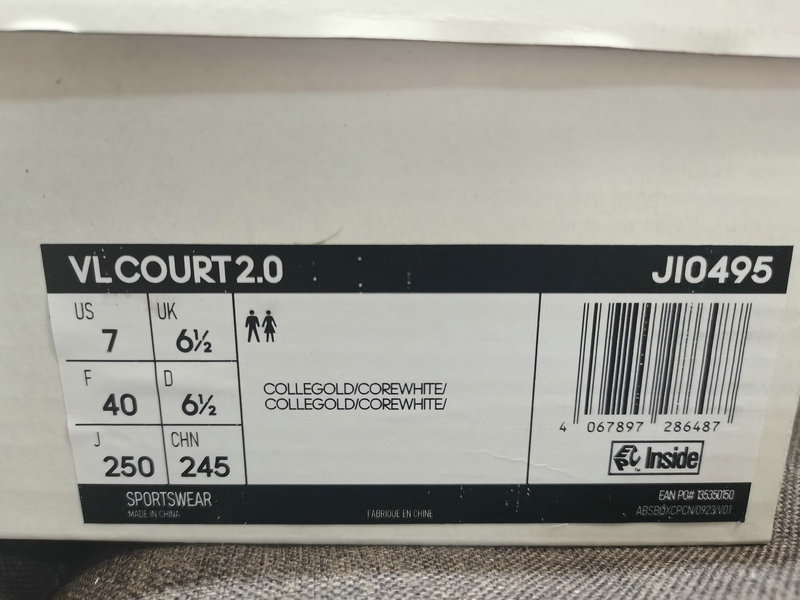 VL COURT 2.0 JI0495
US 7 UK 6½
F 40 D 6½
J 250 CHN 245
COLLEGOLD/COREWHITE/
COLLEGOLD/COREWHITE/
4 067897 286487
EPC™ Inside
SPORTSWEAR
MADE IN CHINA
FABRIQUE EN CHINE
EAN PO# 135350150
ABSBOXCPCN/0923/V01